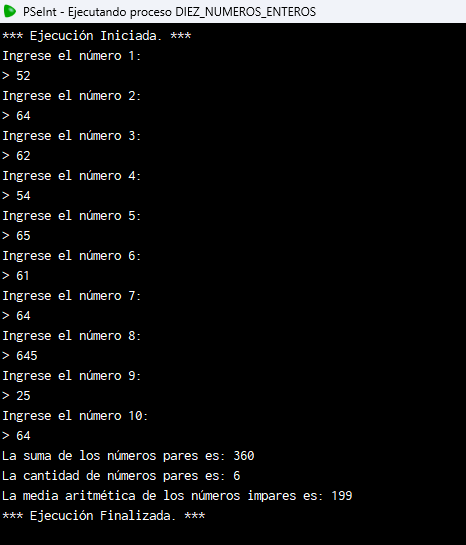 PSeInt - Ejecutando proceso DIEZ_NUMEROS_ENTEROS
*** Ejecución Iniciada. ***
Ingrese el número 1:
> 52
Ingrese el número 2:
> 64
Ingrese el número 3:
> 62
Ingrese el número 4:
> 54
Ingrese el número 5:
> 65
Ingrese el número 6:
> 61
Ingrese el número 7:
> 64
Ingrese el número 8:
> 645
Ingrese el número 9:
> 25
Ingrese el número 10:
> 64
La suma de los números pares es: 360
La cantidad de números pares es: 6
La media aritmética de los números impares es: 199
*** Ejecución Finalizada. ***